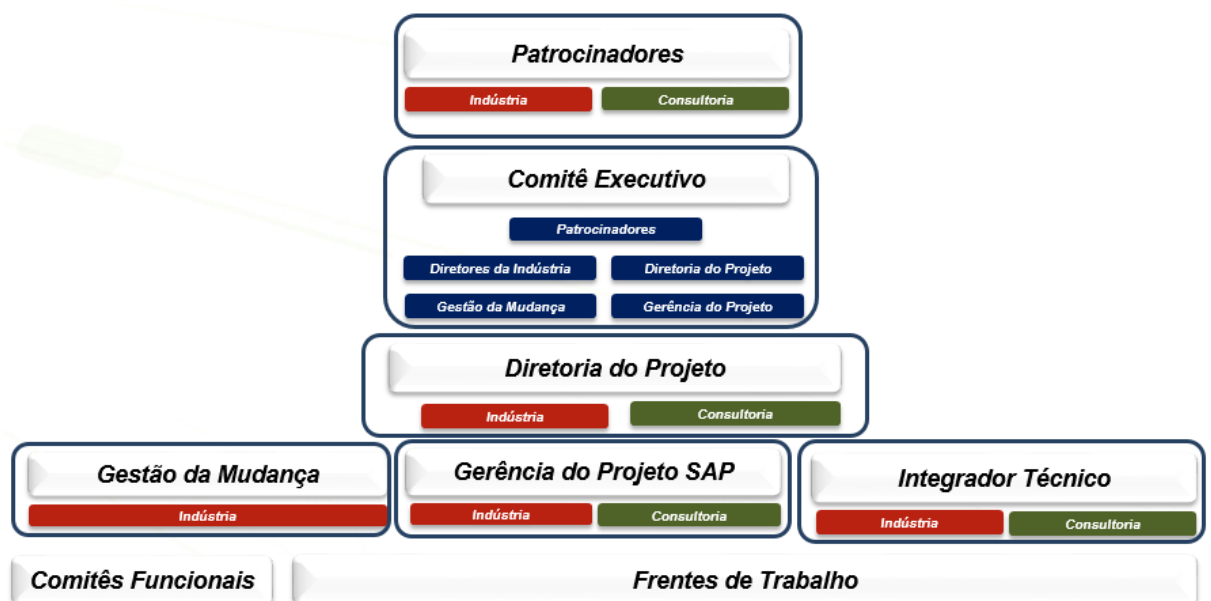 Patrocinadores
Indústria Consultoria
Comitê Executivo
Patrocinadores
Diretores da Indústria Diretoria do Projeto
Gestão da Mudança Gerência do Projeto
Diretoria do Projeto
Indústria Consultoria
Gestão da Mudança
Indústria
Gerência do Projeto SAP
Indústria Consultoria
Integrador Técnico
Indústria Consultoria
Comitês Funcionais
Frentes de Trabalho